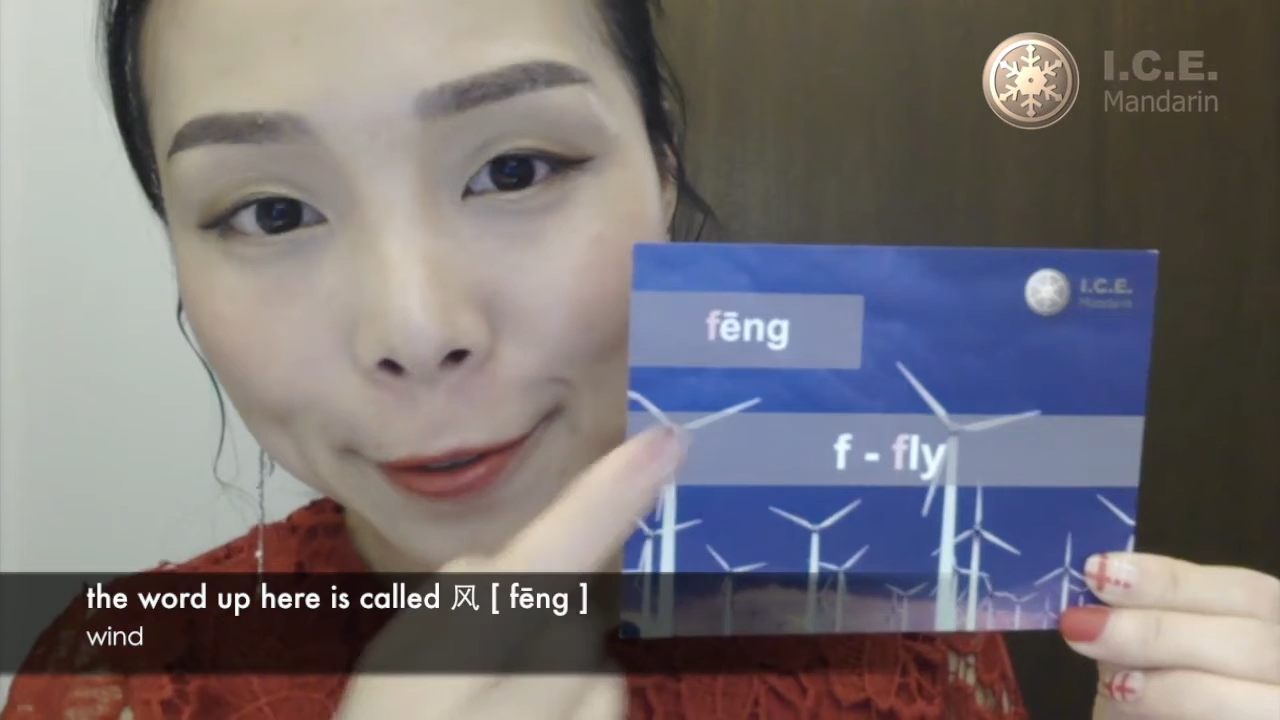 I.C.E.
Mandarin
I.C.E.
Mandarin
fēng
f - fly
the word up here is called 风 [ fēng ]
wind